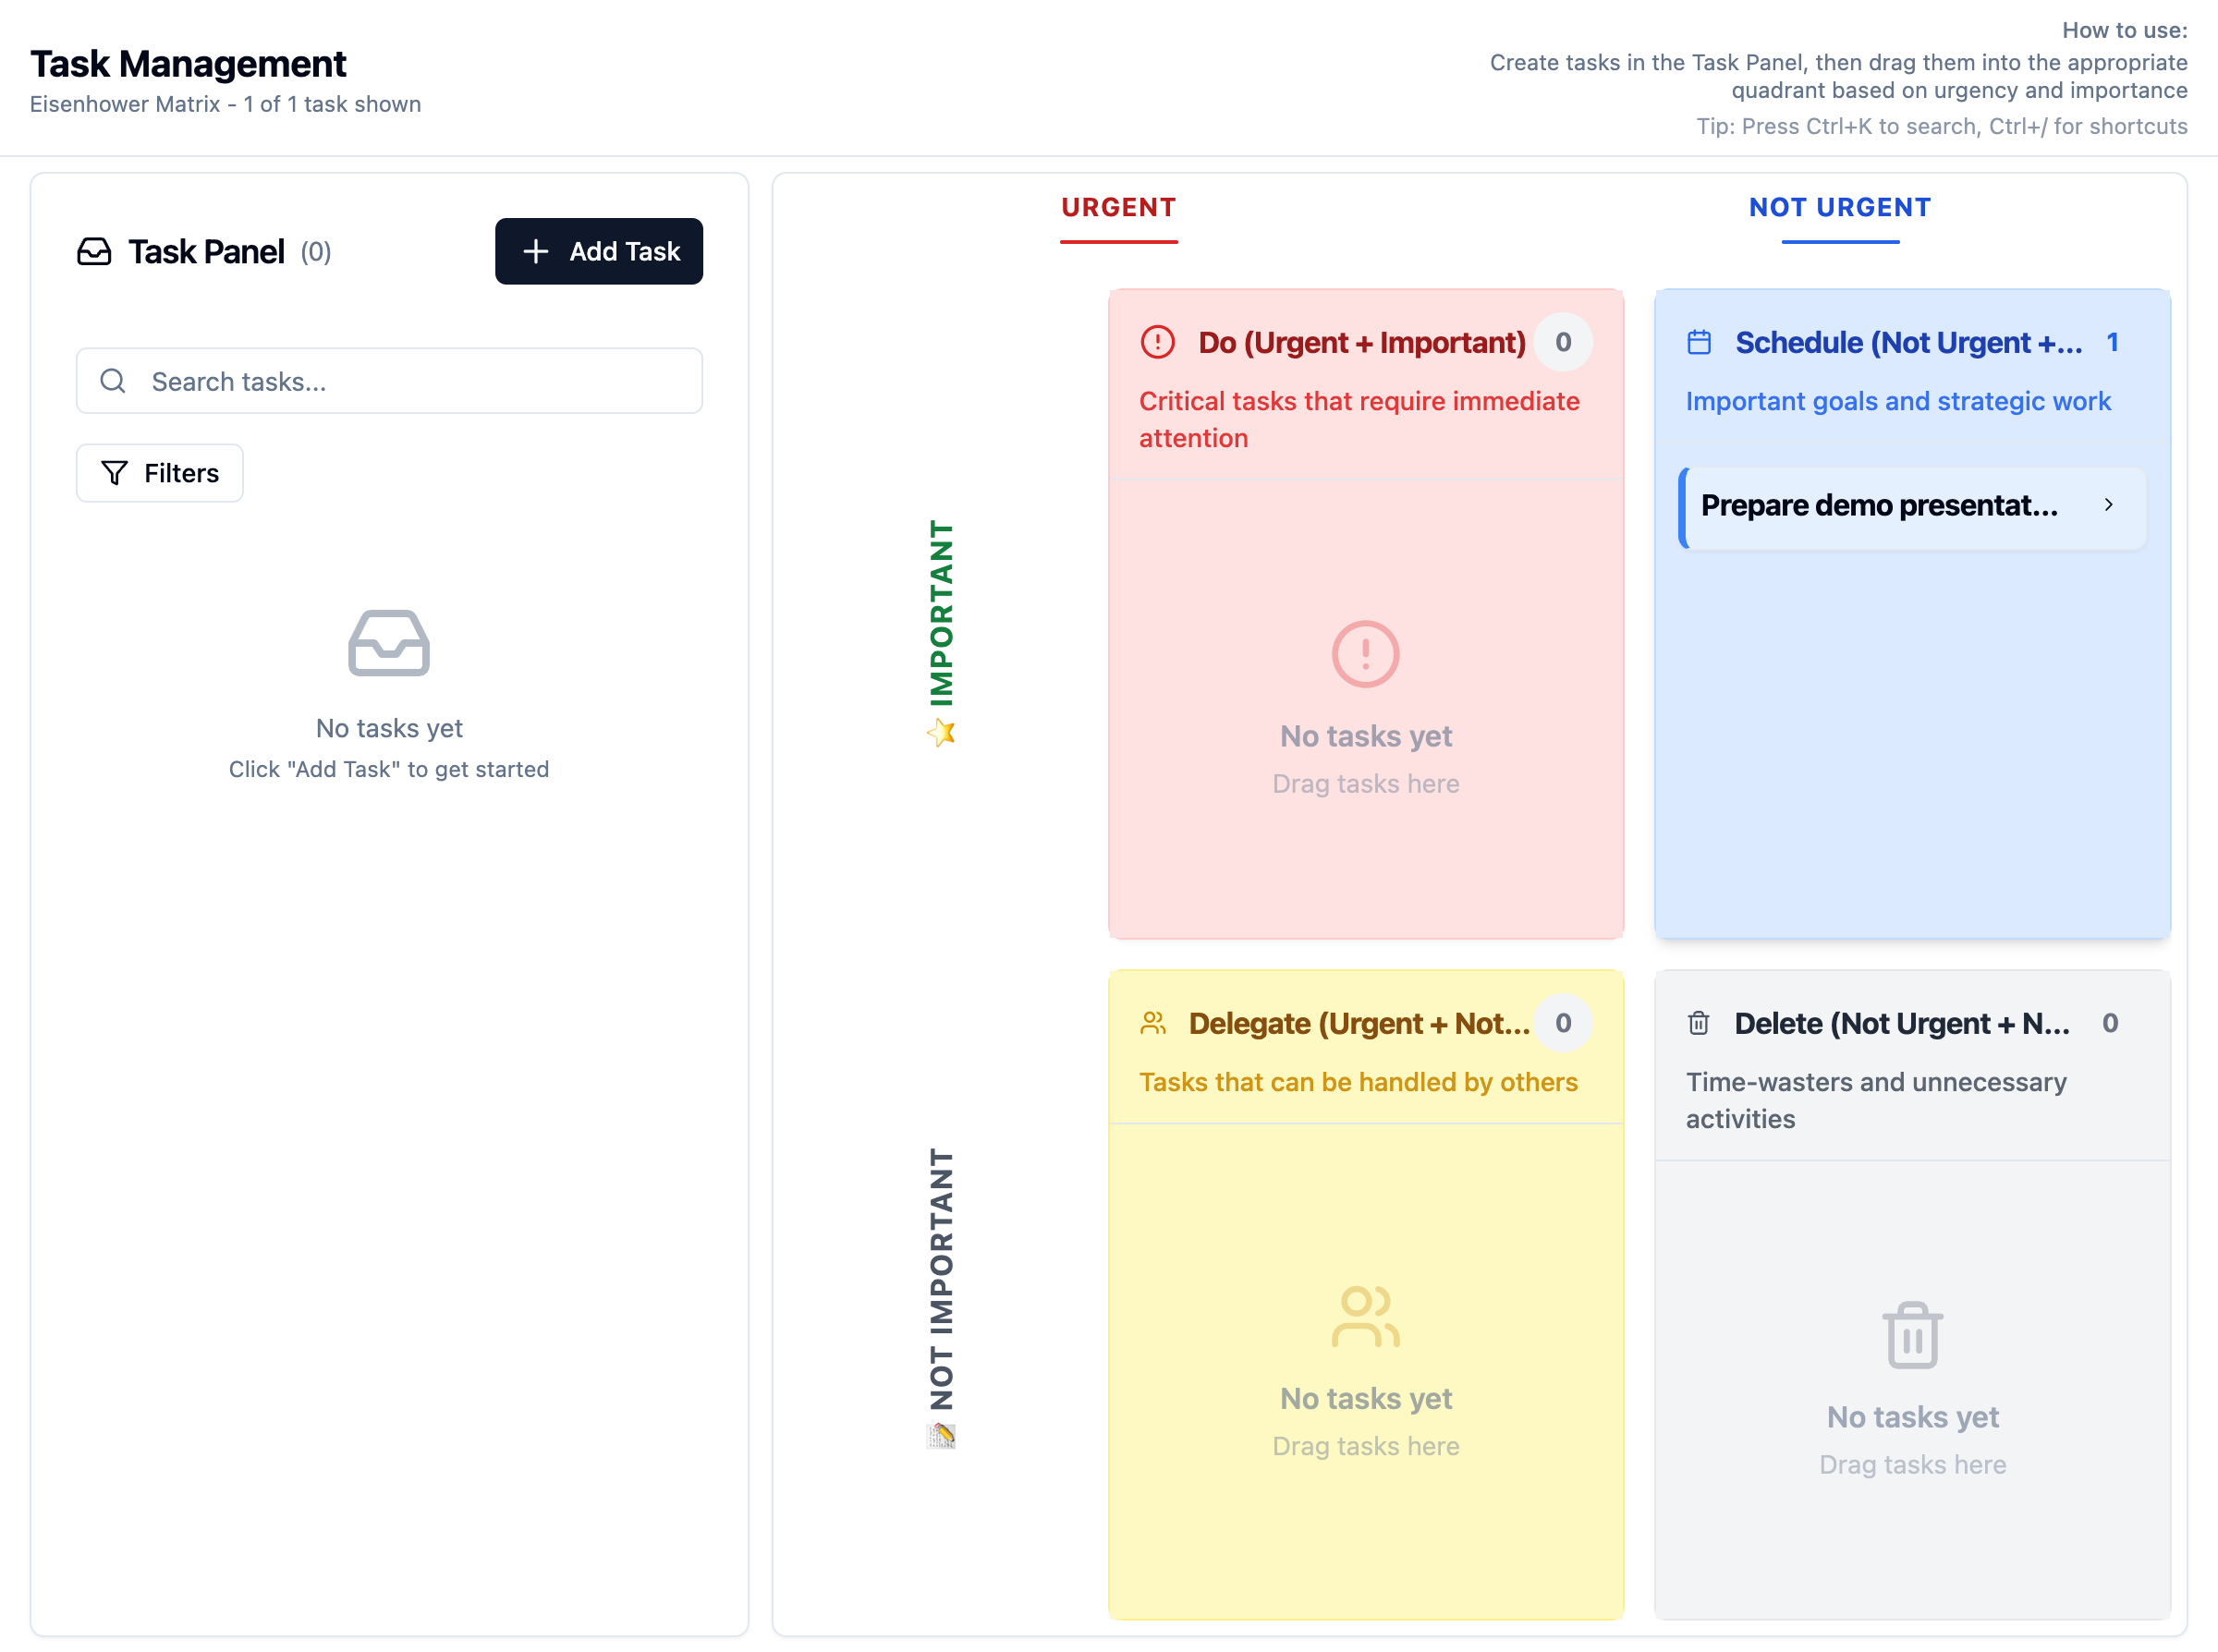 Task Management
Eisenhower Matrix - 1 of 1 task shown
How to use:
Create tasks in the Task Panel, then drag them into the appropriate
quadrant based on urgency and importance
Tip: Press Ctrl+K to search, Ctrl+/ for shortcuts
Task Panel (0)
+ Add Task
Search tasks...
Filters
No tasks yet
Click "Add Task" to get started
URGENT
NOT URGENT
IMPORTANT
Do (Urgent + Important) 0
Critical tasks that require immediate
attention
No tasks yet
Drag tasks here
Schedule (Not Urgent +... 1
Important goals and strategic work
Prepare demo presentat...
NOT IMPORTANT
Delegate (Urgent + Not... 0
Tasks that can be handled by others
No tasks yet
Drag tasks here
Delete (Not Urgent + N... 0
Time-wasters and unnecessary
activities
No tasks yet
Drag tasks here